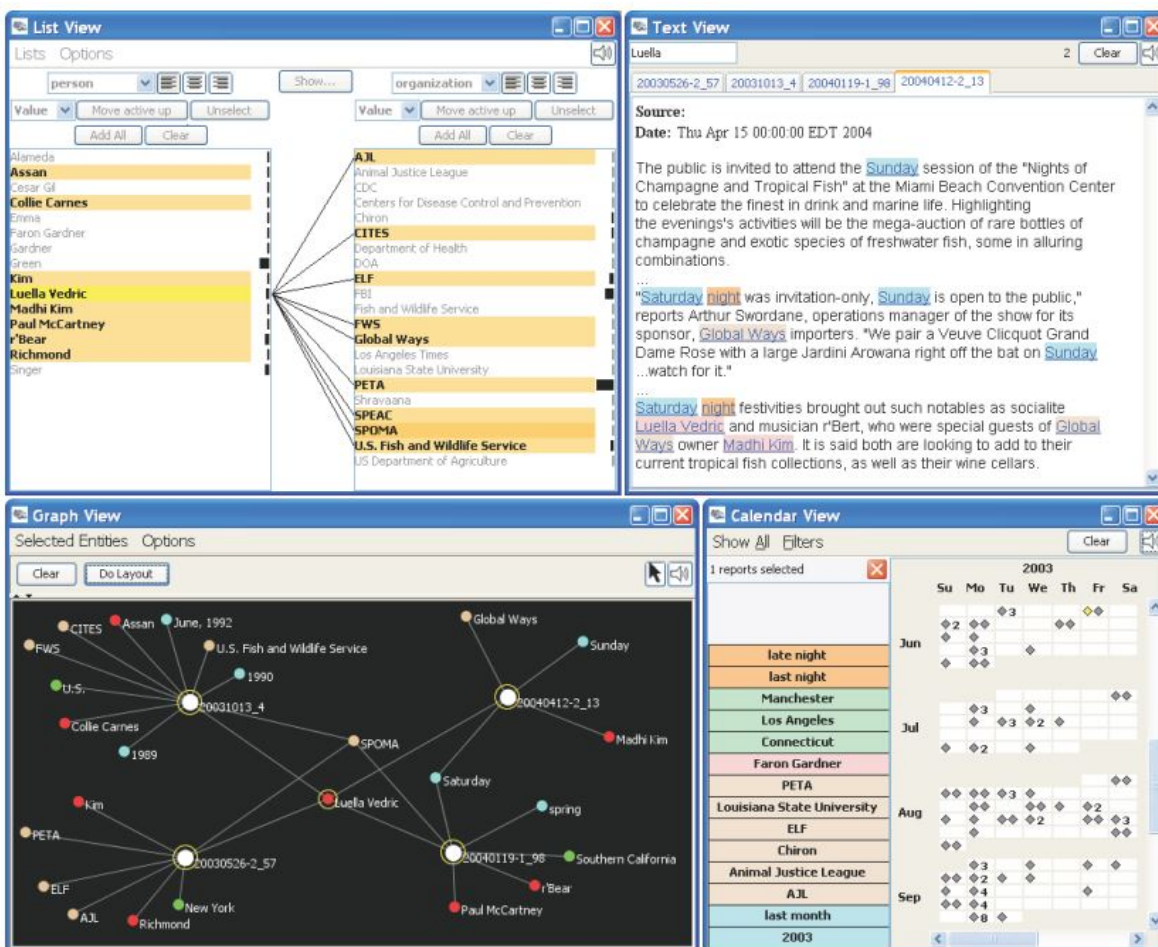 List View
Lists Options
person
Show...
organization
Value
Move active up
Unselect
Value
Move active up
Unselect
Add All
Clear
Add All
Clear
Alameda
Assan
Cesar Gil
Collie Carnes
Emma
Faron Gardner
Gardner
Green
Kim
Luella Vedric
Madhi Kim
Paul McCartney
r'Bear
Richmond
Singer
AJL
Animal Justice League
CDC
Centers for Disease Control and Prevention
Chiron
CITES
Department of Health
DOA
ELF
FBI
Fish and Wildlife Service
FWS
Global Ways
Los Angeles Times
Louisiana State University
PETA
Shravaana
SPEAC
SPOMA
U.S. Fish and Wildlife Service
US Department of Agriculture
Text View
Luella
2
Clear
20030526-2_57
20031013_4
20040119-1_98
20040412-2_13
Source:
Date: Thu Apr 15 00:00:00 EDT 2004
The public is invited to attend the Sunday session of the "Nights of
Champagne and Tropical Fish" at the Miami Beach Convention Center
to celebrate the finest in drink and marine life. Highlighting
the evenings's activities will be the mega-auction of rare bottles of
champagne and exotic species of freshwater fish, some in alluring
combinations.
...
"Saturday night was invitation-only, Sunday is open to the public,"
reports Arthur Swordane, operations manager of the show for its
sponsor, Global Ways importers. "We pair a Veuve Clicquot Grand
Dame Rose with a large Jardini Arowana right off the bat on Sunday
...watch for it."
...
Saturday night festivities brought out such notables as socialite
Luella Vedric and musician r'Bert, who were special guests of Global
Ways owner Madhi Kim. It is said both are looking to add to their
current tropical fish collections, as well as their wine cellars.
Graph View
Selected Entities Options
Clear
Do Layout
CITES
Assan
June, 1992
FWS
U.S. Fish and Wildlife Service
U.S.
1990
20031013_4
Collie Carnes
1989
Global Ways
Sunday
20040412-2_13
Madhi Kim
SPOMA
Saturday
Luella Vedric
spring
Kim
PETA
20030526-2_57
20040119-1_98
Southern California
ELF
r'Bear
AJL
New York
Richmond
Paul McCartney
Calendar View
Show All Filters
Clear
1 reports selected
late night
last night
Manchester
Los Angeles
Connecticut
Faron Gardner
PETA
Louisiana State University
ELF
Chiron
Animal Justice League
AJL
last month
2003
2003
Su Mo Tu We Th Fr Sa
3
2
Jun
3
3
Jul
3 2
2
3
2
Aug
2
3
3
2
Sep
4
4
8